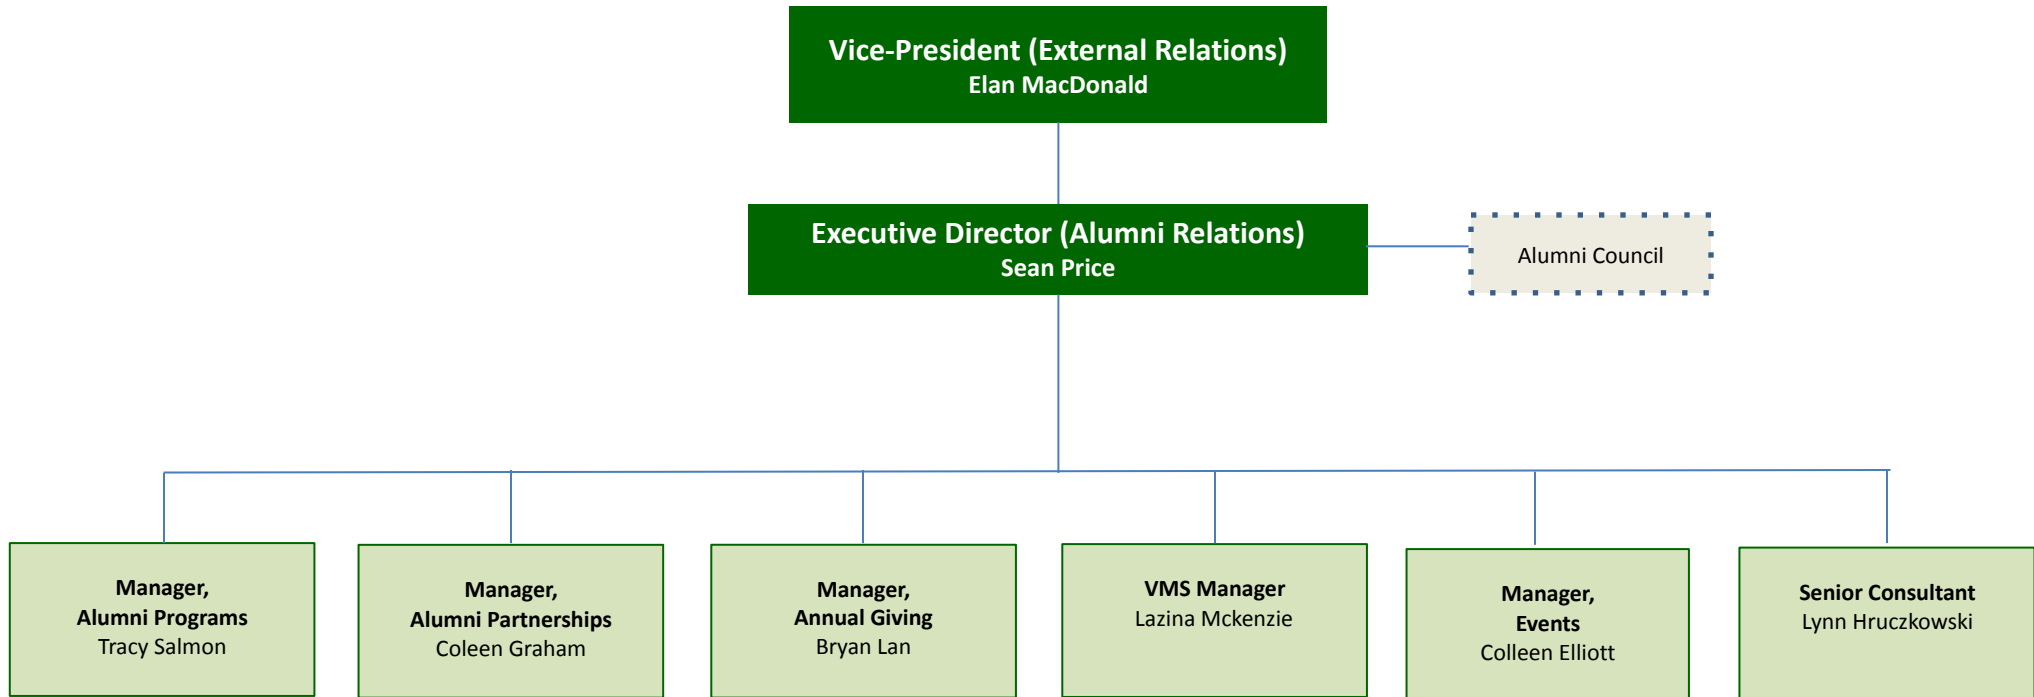 Vice-President (External Relations)
Elan MacDonald
Executive Director (Alumni Relations)
Sean Price
Alumni Council
Manager,
Alumni Programs
Tracy Salmon
Manager,
Alumni Partnerships
Coleen Graham
Manager,
Annual Giving
Bryan Lan
VMS Manager
Lazina Mckenzie
Manager,
Events
Colleen Elliott
Senior Consultant
Lynn Hruczkowski